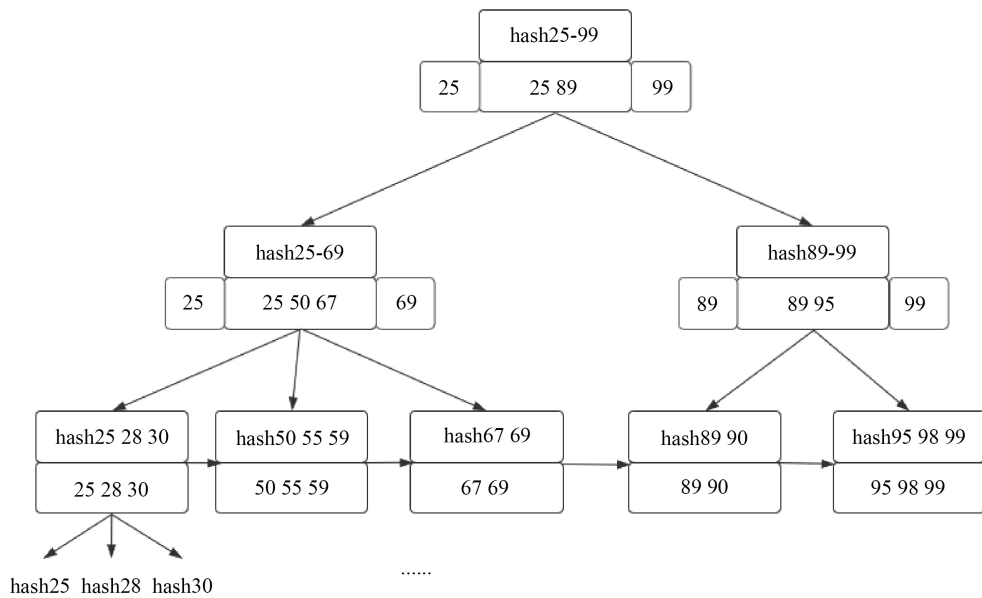 hash25-99
25 25 89 99
hash25-69 hash89-99
25 25 50 67 69 89 89 95 99
hash25 28 30 hash50 55 59 hash67 69 hash89 90 hash95 98 99
25 28 30 50 55 59 67 69 89 90 95 98 99
hash25 hash28 hash30 ......